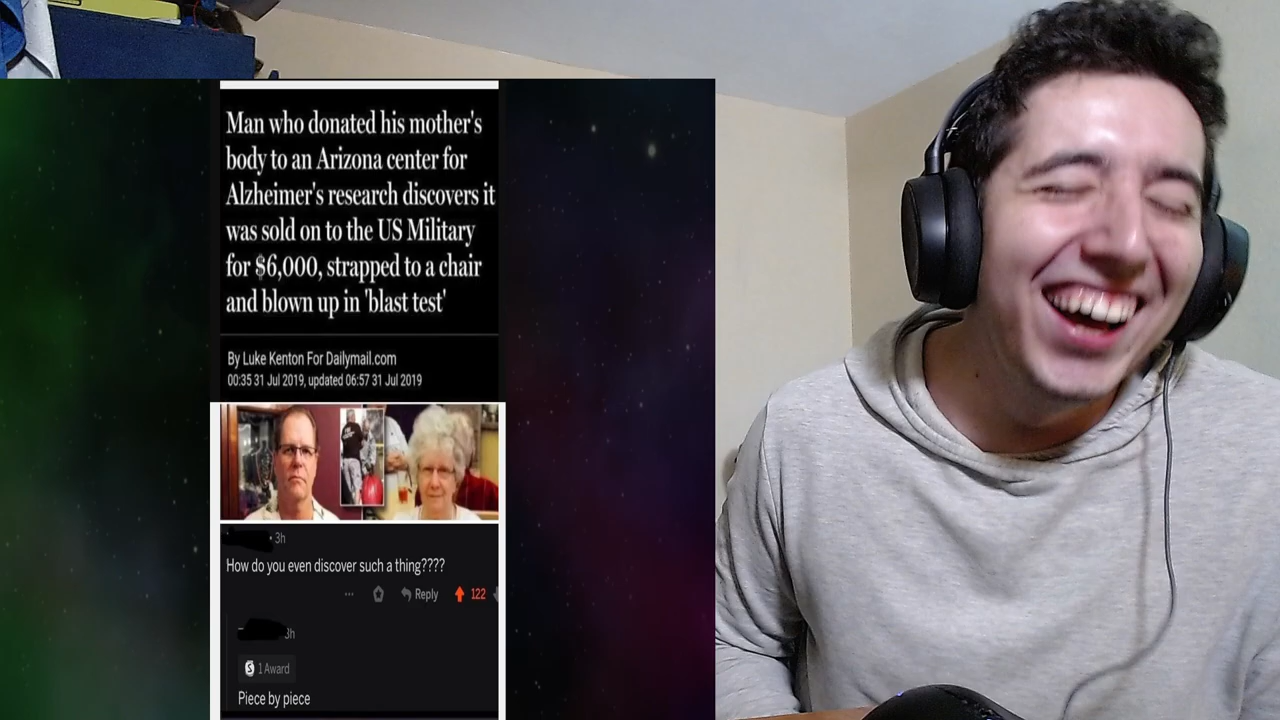 Man who donated his mother's
body to an Arizona center for
Alzheimer's research discovers it
was sold on to the US Military
for $6,000, strapped to a chair
and blown up in 'blast test'
By Luke Kenton For Dailymail.com
00:35 31 Jul 2019, updated 06:57 31 Jul 2019
• 3h
How do you even discover such a thing????
... Reply 122
3h
S 1 Award
Piece by piece